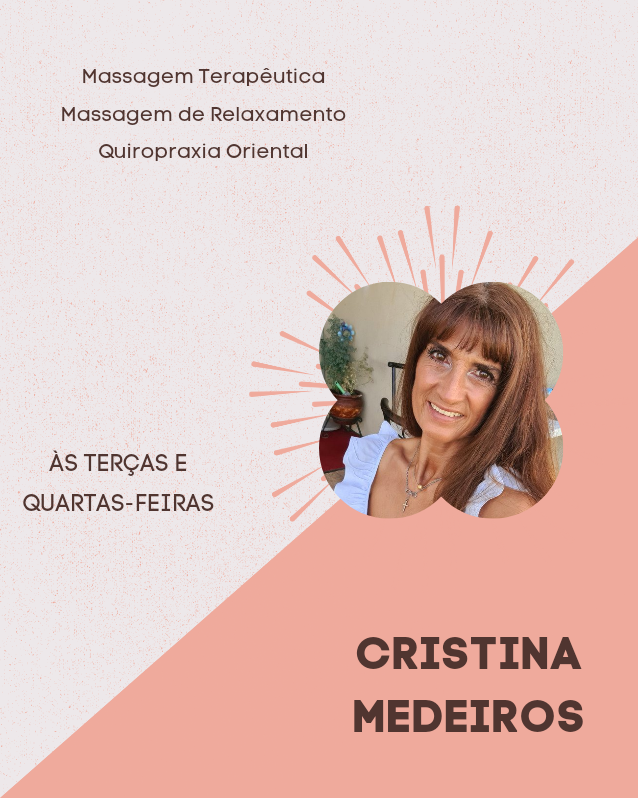 Massagem Terapêutica
Massagem de Relaxamento
Quiropraxia Oriental
ÀS TERÇAS E
QUARTAS-FEIRAS
CRISTINA
MEDEIROS